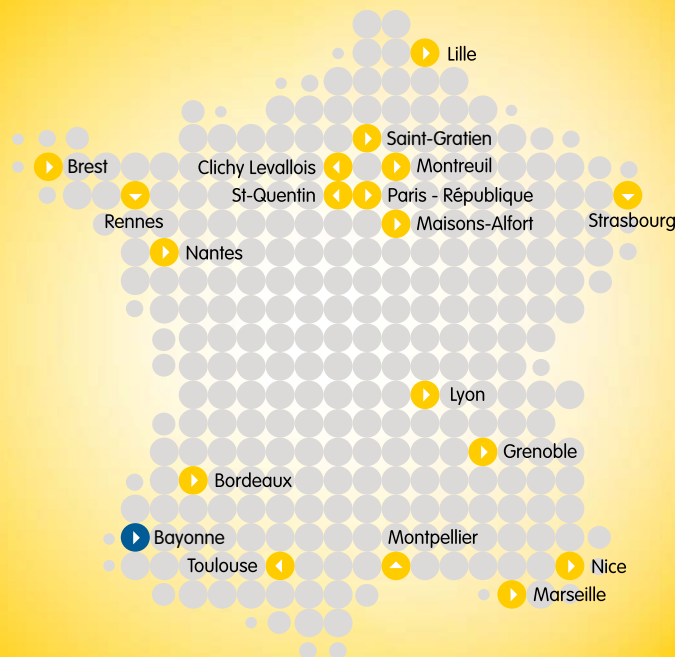 Lille
Saint-Gratien
Brest
Clichy Levallois
Montreuil
St-Quentin
Paris - République
Rennes
Maisons-Alfort
Strasbourg
Nantes
Lyon
Grenoble
Bordeaux
Bayonne
Montpellier
Toulouse
Nice
Marseille